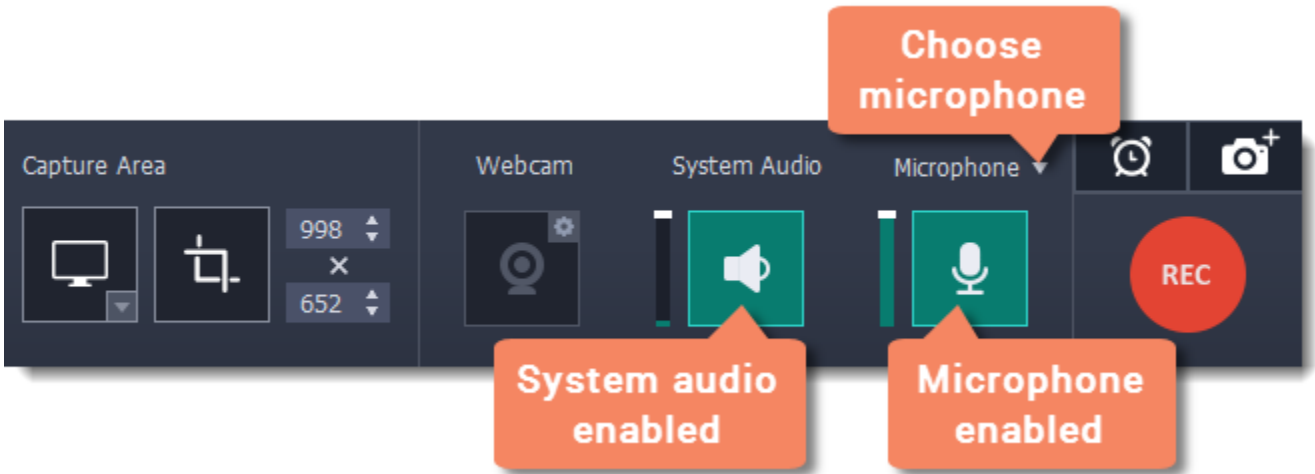 Choose
microphone
Capture Area
Webcam
System Audio
Microphone
998
×
652
REC
System audio
enabled
Microphone
enabled